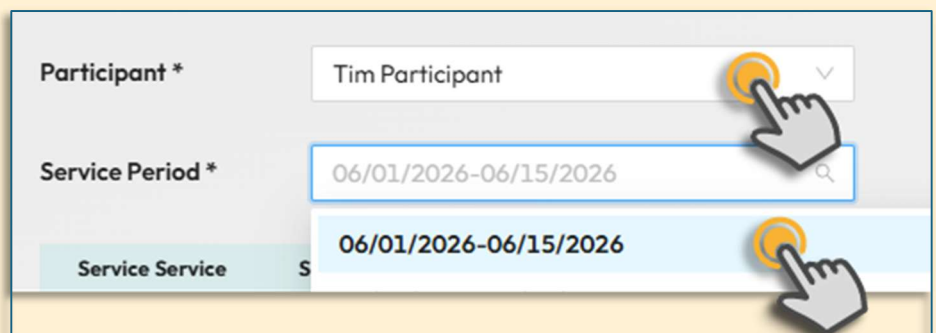 Participant * Tim Participant
Service Period * 06/01/2026-06/15/2026
06/01/2026-06/15/2026
Service Service S